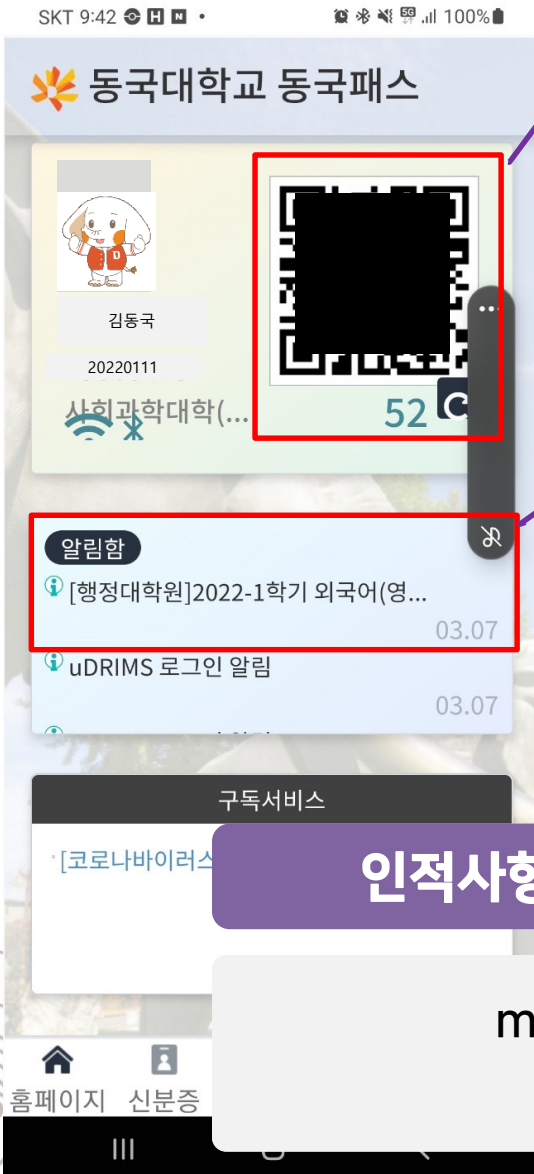 SKT 9:42
5G
100%
동국대학교 동국패스
D
김동국
20220111
사회과학대학(...
52
알림함
[행정대학원]2022-1학기 외국어(영...
03.07
uDRIMS 로그인 알림
03.07
구독서비스
[코로나바이러스
인적사항
m
홈페이지 신분증